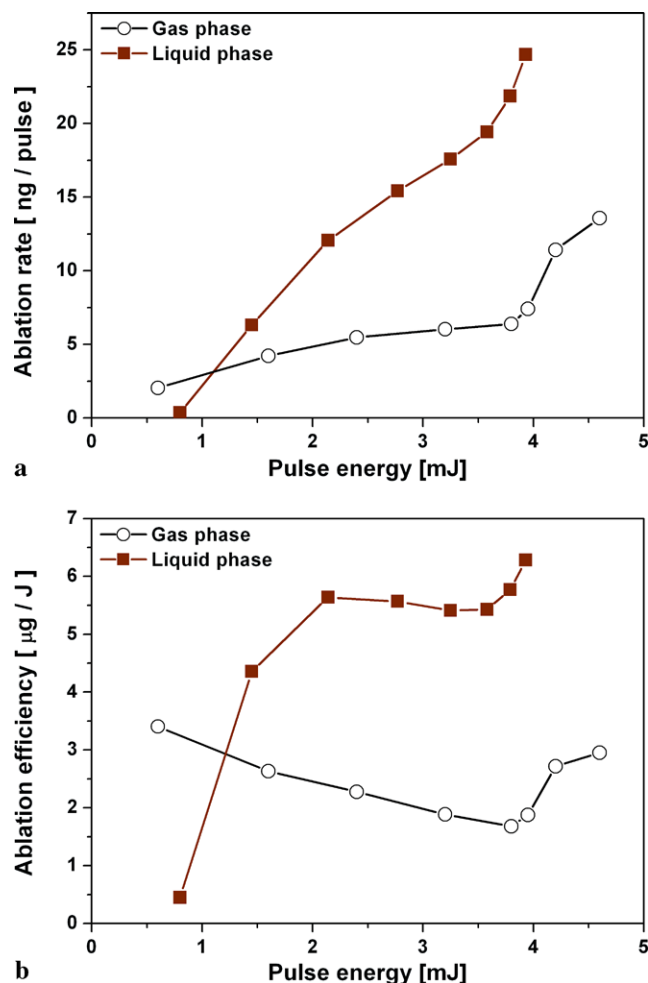 Gas phase
Liquid phase
Ablation rate [ ng / pulse]
25
20
15
10
5
0
0 1 2 3 4 5
a
Pulse energy [mJ]
Gas phase
Liquid phase
Ablation efficiency [ µg / J ]
7
6
5
4
3
2
1
0
0 1 2 3 4 5
b
Pulse energy [mJ]